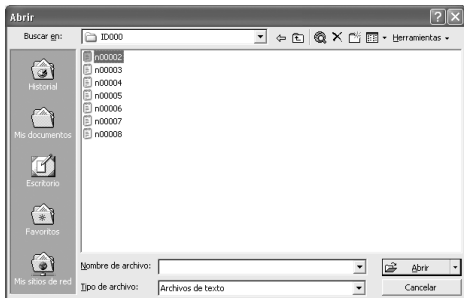 Abrir
Buscar en: ID000 Herramientas
Historial
Mis documentos
Escritorio
Favoritos
Mis sitios de red
n00002
n00003
n00004
n00005
n00006
n00007
n00008
Nombre de archivo: Abrir
Tipo de archivo: Archivos de texto Cancelar